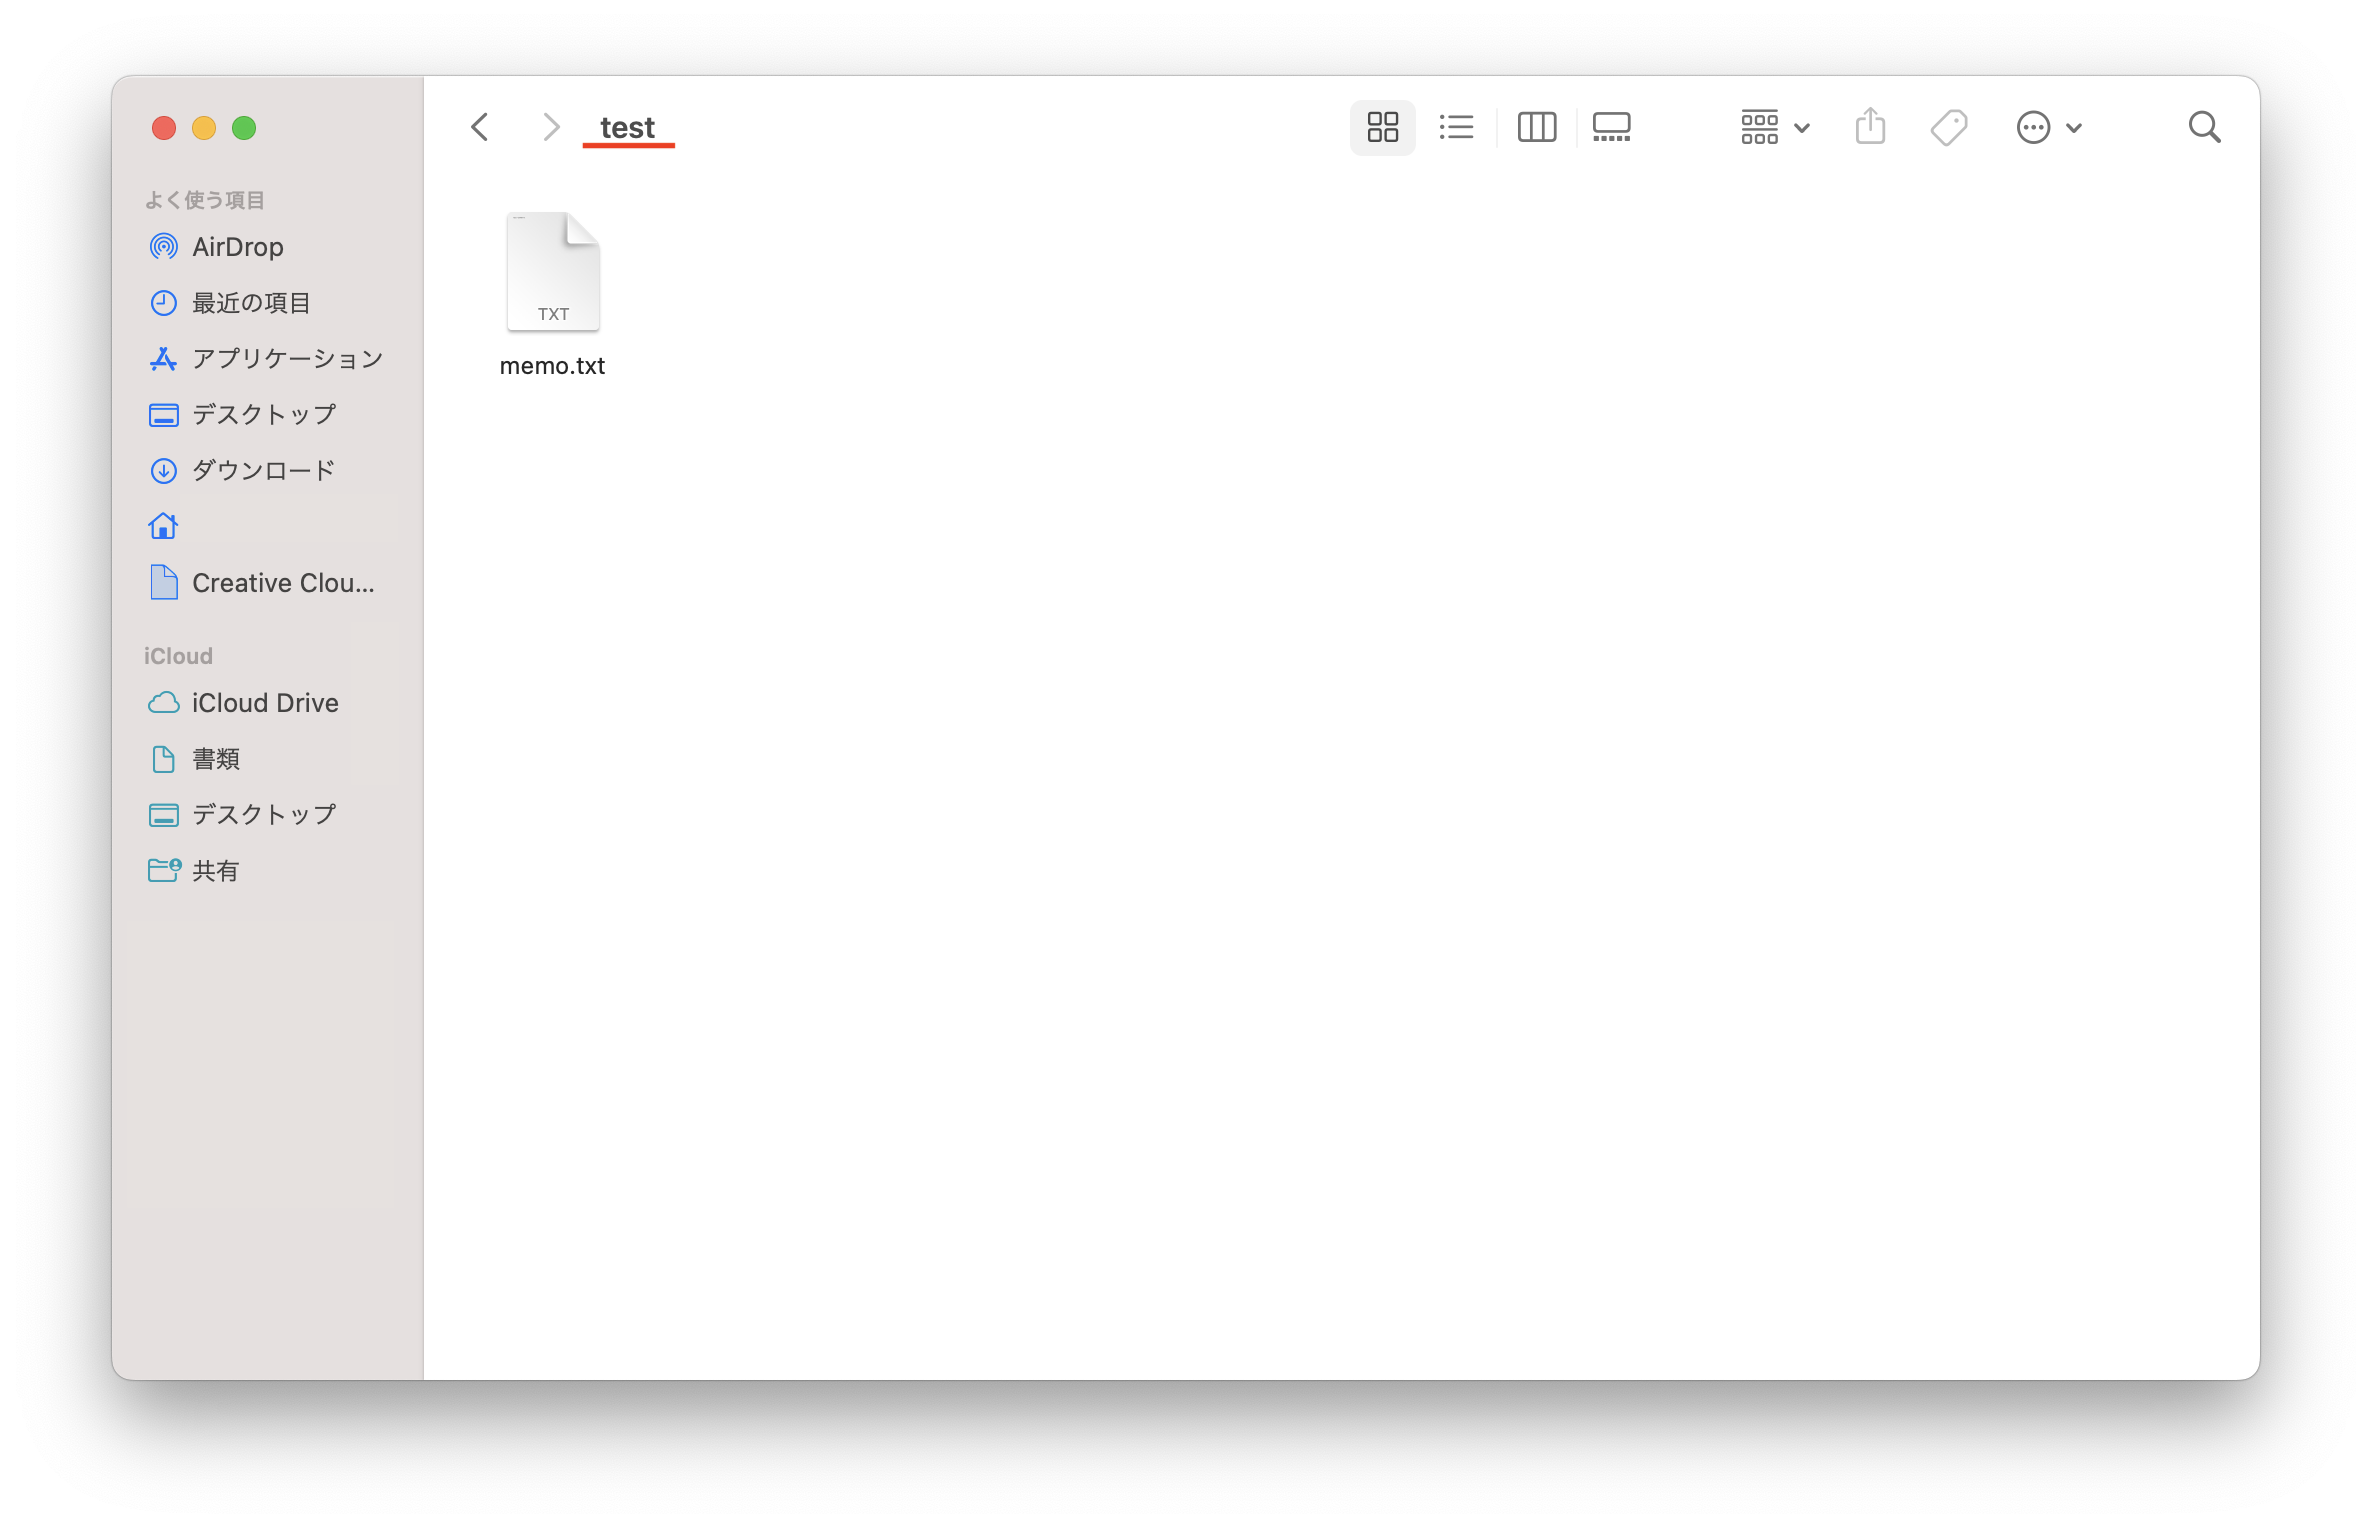 test
よく使う項目
AirDrop
最近の項目
アプリケーション
デスクトップ
ダウンロード
Creative Clou...
iCloud
iCloud Drive
書類
デスクトップ
共有
TXT
memo.txt